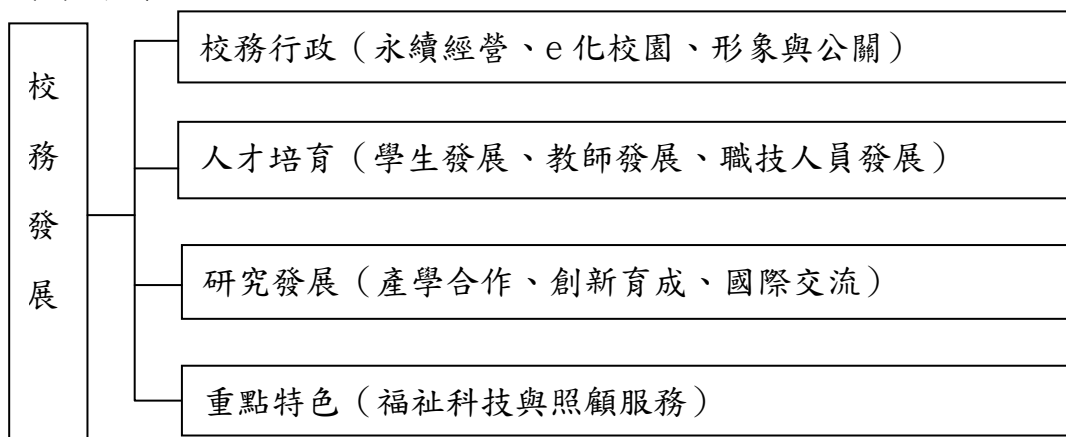 校務發展
校務行政（永續經營、e 化校園、形象與公關）
人才培育（學生發展、教師發展、職技人員發展）
研究發展（產學合作、創新育成、國際交流）
重點特色（福祉科技與照顧服務）